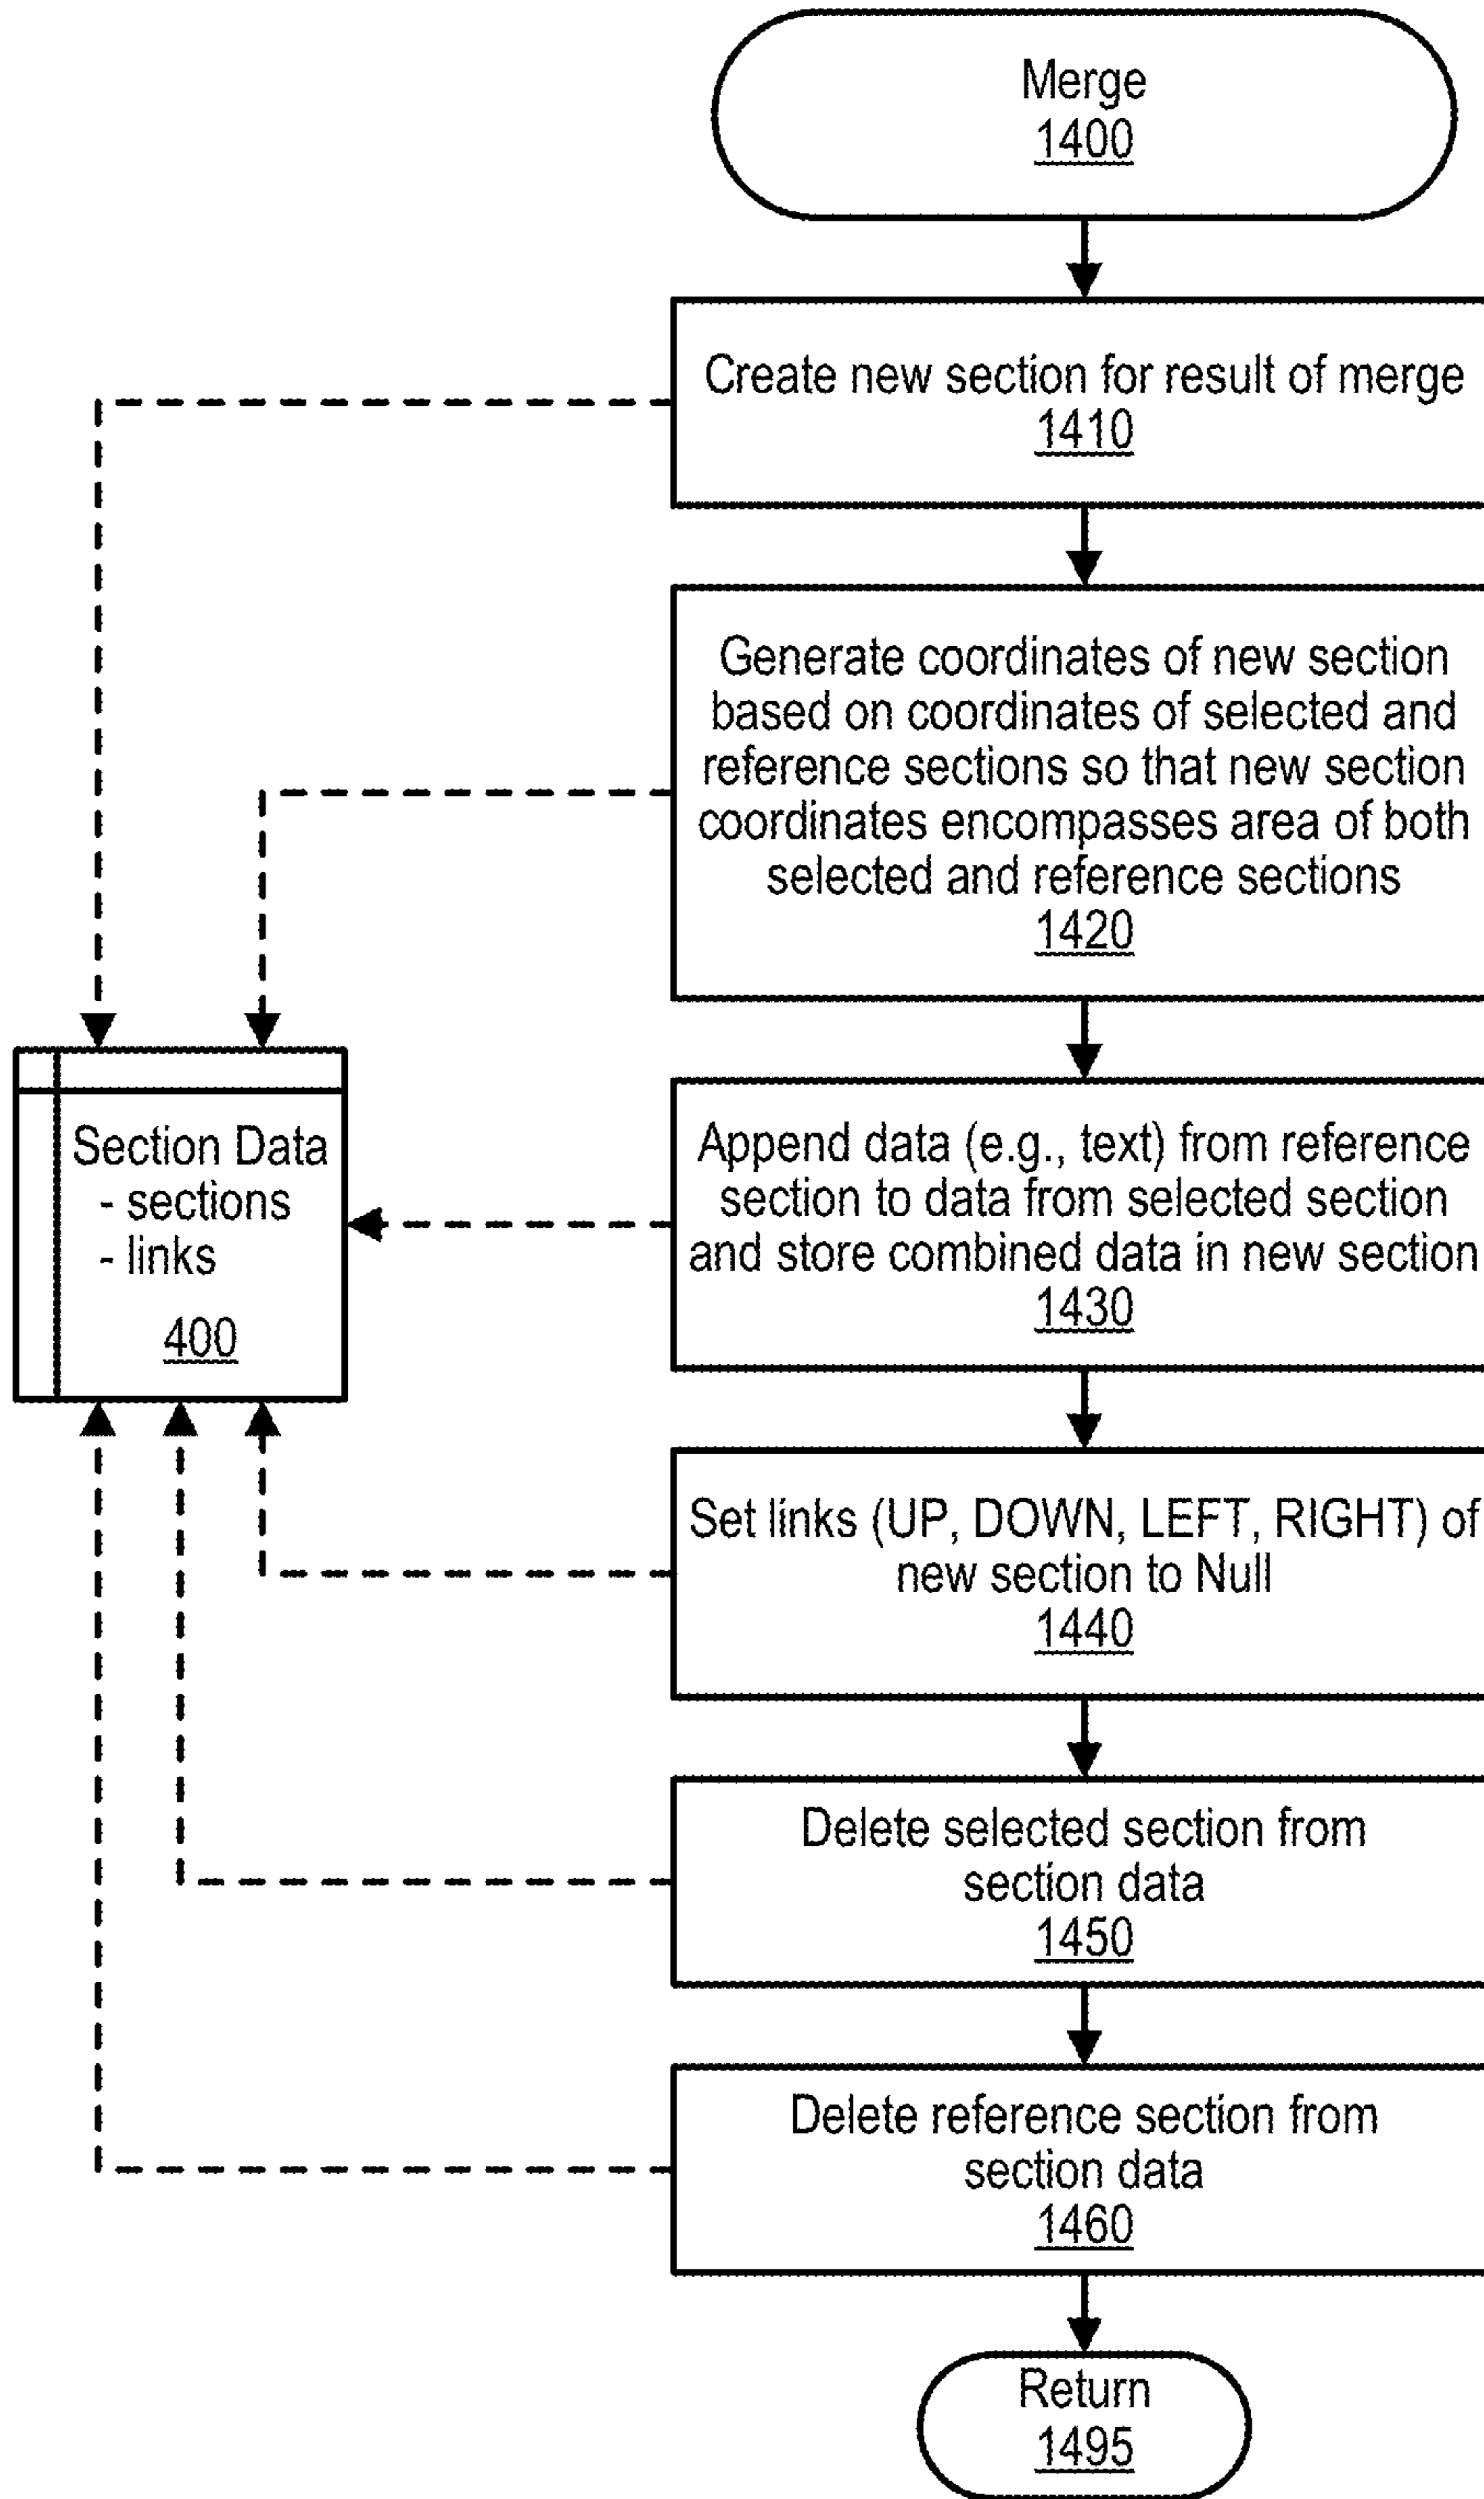 Merge
1400
Create new section for result of merge
1410
Generate coordinates of new section
based on coordinates of selected and
reference sections so that new section
coordinates encompasses area of both
selected and reference sections
1420
Section Data
- sections
- links
400
Append data (e.g., text) from reference
section to data from selected section
and store combined data in new section
1430
Set links (UP, DOWN, LEFT, RIGHT) of
new section to Null
1440
Delete selected section from
section data
1450
Delete reference section from
section data
1460
Return
1495